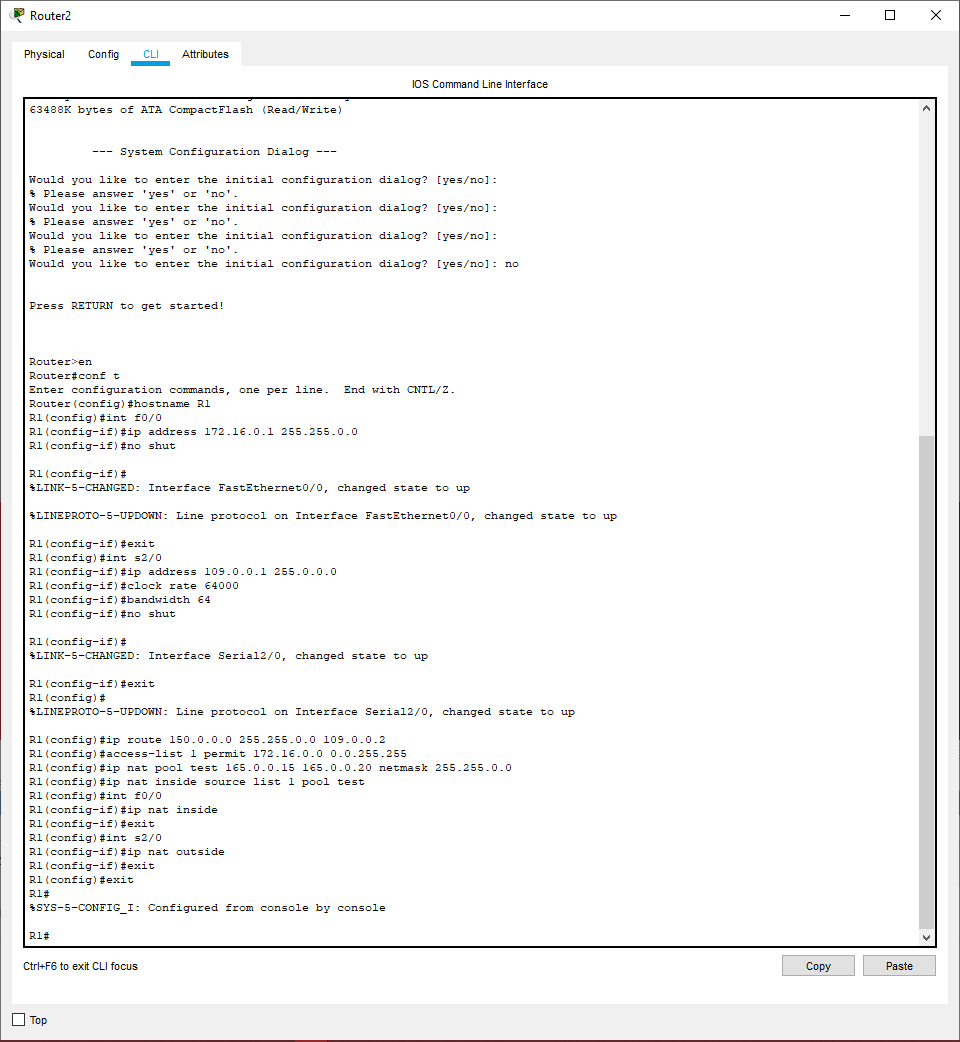 Router2
Physical Config CLI Attributes
IOS Command Line Interface
63488K bytes of ATA CompactFlash (Read/Write)
--- System Configuration Dialog ---
Would you like to enter the initial configuration dialog? [yes/no]:
% Please answer 'yes' or 'no'.
Would you like to enter the initial configuration dialog? [yes/no]:
% Please answer 'yes' or 'no'.
Would you like to enter the initial configuration dialog? [yes/no]:
% Please answer 'yes' or 'no'.
Would you like to enter the initial configuration dialog? [yes/no]: no
Press RETURN to get started!
Router>en
Router#conf t
Enter configuration commands, one per line.  End with CNTL/Z.
Router(config)#hostname R1
R1(config)#int f0/0
R1(config-if)#ip address 172.16.0.1 255.255.0.0
R1(config-if)#no shut
R1(config-if)#
%LINK-5-CHANGED: Interface FastEthernet0/0, changed state to up
%LINEPROTO-5-UPDOWN: Line protocol on Interface FastEthernet0/0, changed state to up
R1(config-if)#exit
R1(config)#int s2/0
R1(config-if)#ip address 109.0.0.1 255.0.0.0
R1(config-if)#clock rate 64000
R1(config-if)#bandwidth 64
R1(config-if)#no shut
R1(config-if)#
%LINK-5-CHANGED: Interface Serial2/0, changed state to up
R1(config-if)#exit
R1(config)#
%LINEPROTO-5-UPDOWN: Line protocol on Interface Serial2/0, changed state to up
R1(config)#ip route 150.0.0.0 255.255.0.0 109.0.0.2
R1(config)#access-list 1 permit 172.16.0.0 0.0.255.255
R1(config)#ip nat pool test 165.0.0.15 165.0.0.20 netmask 255.255.0.0
R1(config)#ip nat inside source list 1 pool test
R1(config)#int f0/0
R1(config-if)#ip nat inside
R1(config-if)#exit
R1(config)#int s2/0
R1(config-if)#ip nat outside
R1(config-if)#exit
R1(config)#exit
R1#
%SYS-5-CONFIG_I: Configured from console by console
R1#
Ctrl+F6 to exit CLI focus
Copy
Paste
Top